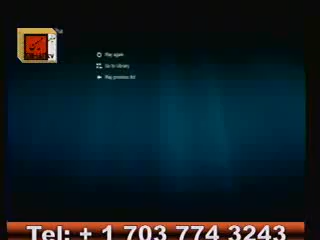 Play again
Go to library
Play previous list
Tel: + 1 703 774 3243